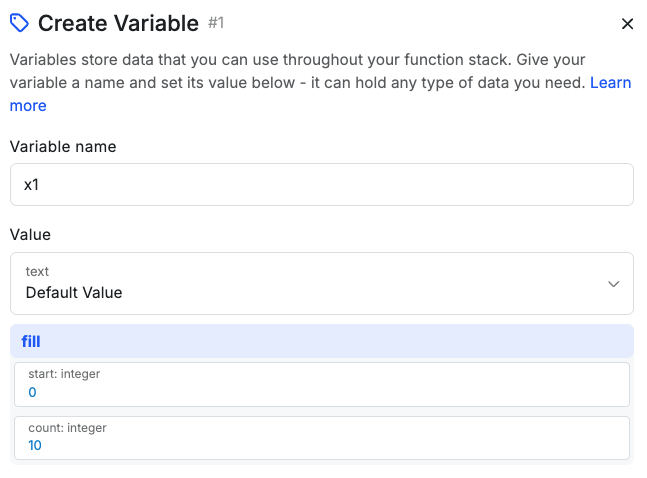 Create Variable #1
Variables store data that you can use throughout your function stack. Give your
variable a name and set its value below - it can hold any type of data you need. Learn
more
Variable name
x1
Value
text
Default Value
fill
start: integer
0
count: integer
10